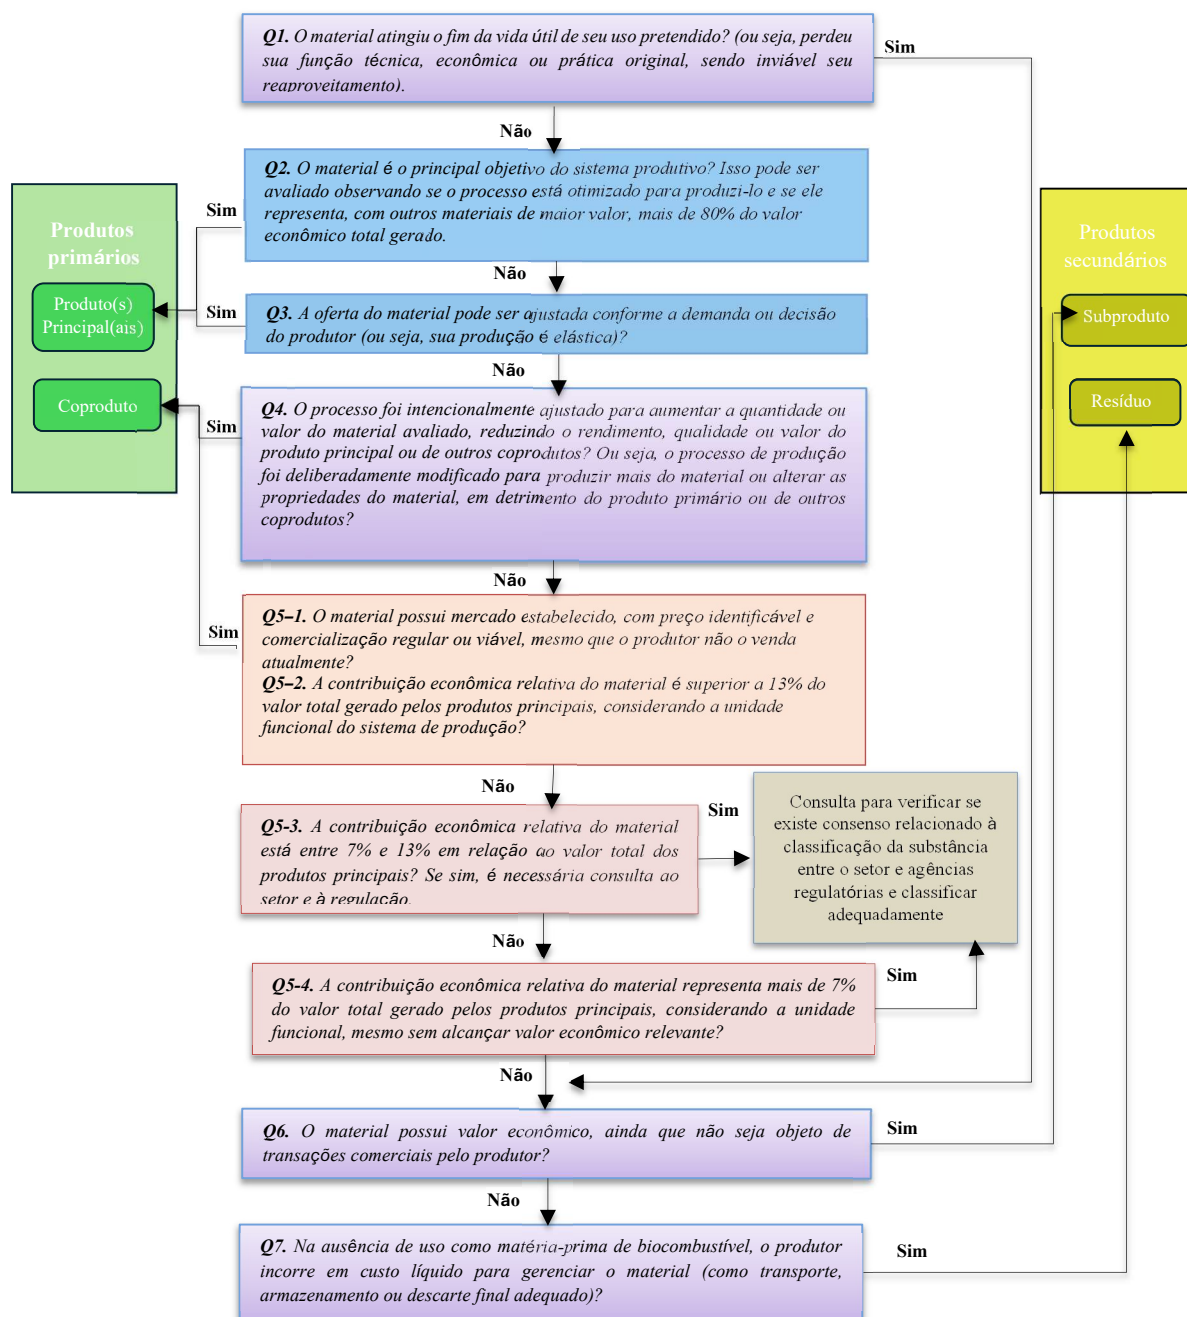 Q1. O material atingiu o fim da vida útil de seu uso pretendido? (ou seja, perdeu
sua função técnica, econômica ou prática original, sendo inviável seu
reaproveitamento).
Sim
Não
Q2. O material é o principal objetivo do sistema produtivo? Isso pode ser
avaliado observando se o processo está otimizado para produzi-lo e se ele
representa, com outros materiais de maior valor, mais de 80% do valor
econômico total gerado.
Sim
Não
Produtos
primários
Produto(s)
Principal(ais)
Coproduto
Produtos
secundários
Subproduto
Resíduo
Sim
Q3. A oferta do material pode ser ajustada conforme a demanda ou decisão
do produtor (ou seja, sua produção é elástica)?
Não
Sim
Q4. O processo foi intencionalmente ajustado para aumentar a quantidade ou
valor do material avaliado, reduzindo o rendimento, qualidade ou valor do
produto principal ou de outros coprodutos? Ou seja, o processo de produção
foi deliberadamente modificado para produzir mais do material ou alterar as
propriedades do material, em detrimento do produto primário ou de outros
coprodutos?
Não
Sim
Q5–1. O material possui mercado estabelecido, com preço identificável e
comercialização regular ou viável, mesmo que o produtor não o venda
atualmente?
Q5–2. A contribuição econômica relativa do material é superior a 13% do
valor total gerado pelos produtos principais, considerando a unidade
funcional do sistema de produção?
Não
Q5-3. A contribuição econômica relativa do material
está entre 7% e 13% em relação ao valor total dos
produtos principais? Se sim, é necessária consulta ao
setor e à regulação.
Sim
Consulta para verificar se
existe consenso relacionado à
classificação da substância
entre o setor e agências
regulatórias e classificar
adequadamente
Não
Q5-4. A contribuição econômica relativa do material representa mais de 7%
do valor total gerado pelos produtos principais, considerando a unidade
funcional, mesmo sem alcançar valor econômico relevante?
Sim
Não
Q6. O material possui valor econômico, ainda que não seja objeto de
transações comerciais pelo produtor?
Sim
Não
Q7. Na ausência de uso como matéria-prima de biocombustível, o produtor
incorre em custo líquido para gerenciar o material (como transporte,
armazenamento ou descarte final adequado)?
Sim